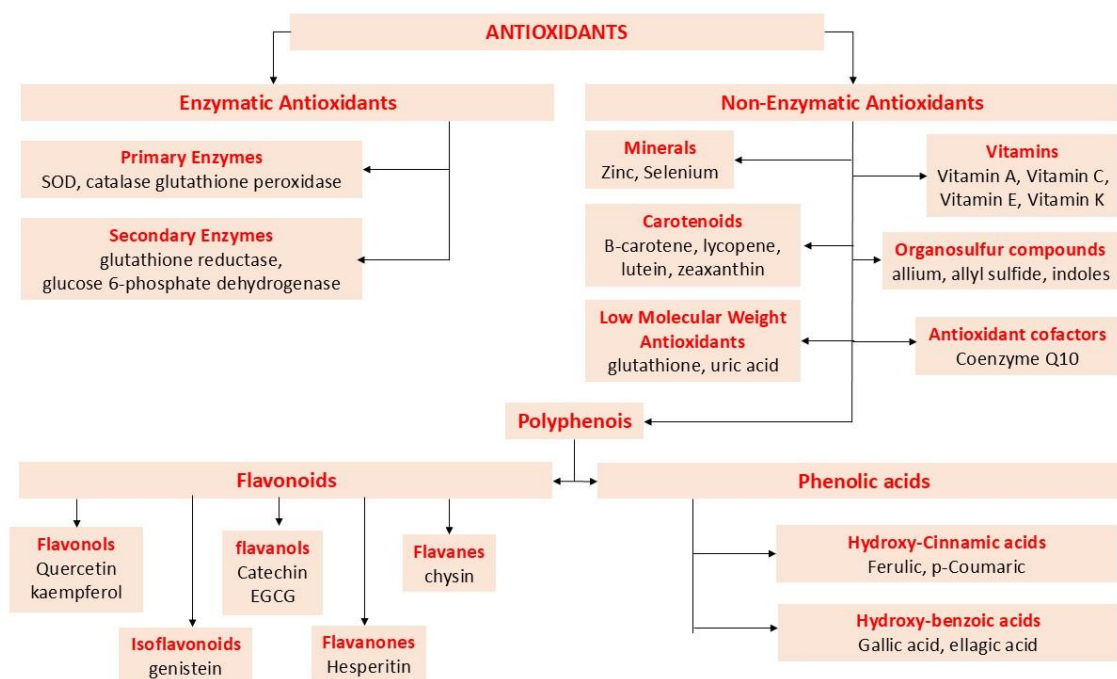 ANTIOXIDANTS
Enzymatic Antioxidants
Primary Enzymes
SOD, catalase glutathione peroxidase
Secondary Enzymes
glutathione reductase,
glucose 6-phosphate dehydrogenase
Non-Enzymatic Antioxidants
Minerals
Zinc, Selenium
Vitamins
Vitamin A, Vitamin C,
Vitamin E, Vitamin K
Carotenoids
B-carotene, lycopene,
lutein, zeaxanthin
Organosulfur compounds
allium, allyl sulfide, indoles
Low Molecular Weight
Antioxidants
glutathione, uric acid
Antioxidant cofactors
Coenzyme Q10
Polyphenois
Flavonoids
Flavonols
Quercetin
kaempferol
Isoflavonoids
genistein
flavanols
Catechin
EGCG
Flavanones
Hesperitin
Flavanes
chysin
Phenolic acids
Hydroxy-Cinnamic acids
Ferulic, p-Coumaric
Hydroxy-benzoic acids
Gallic acid, ellagic acid